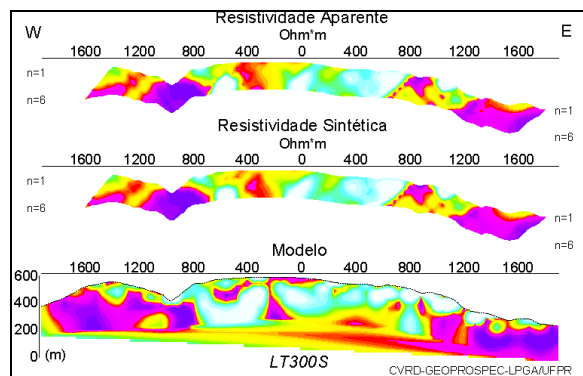 Resistividade Aparente
W Ohm*m E
1600 1200 800 400 0 400 800 1200 1600
n=1
n=6
n=1
n=6
Resistividade Sintética
Ohm*m
1600 1200 800 400 0 400 800 1200 1600
n=1
n=6
n=1
n=6
Modelo
1600 1200 800 400 0 400 800 1200 1600
600
400
200
0 (m)
LT300S
CVRD-GEOPROSPEC-LPGA/UFPR